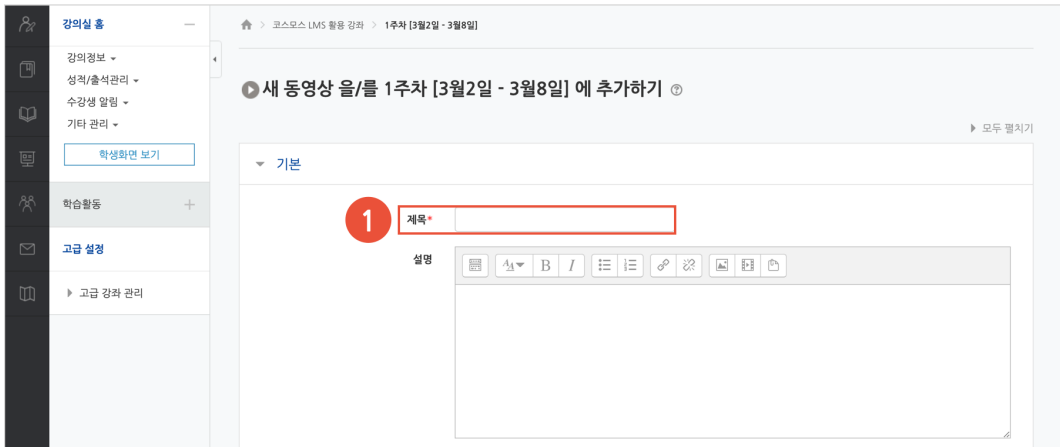 강의실 홈
강의정보
성적/출석관리
수강생 알림
기타 관리
학생화면 보기
학습활동
고급 설정
고급 강좌 관리
코스모스 LMS 활용 강좌 > 1주차 [3월2일 - 3월8일]
새 동영상 을/를 1주차 [3월2일 - 3월8일] 에 추가하기
모두 펼치기
기본
1 제목*
설명
B I